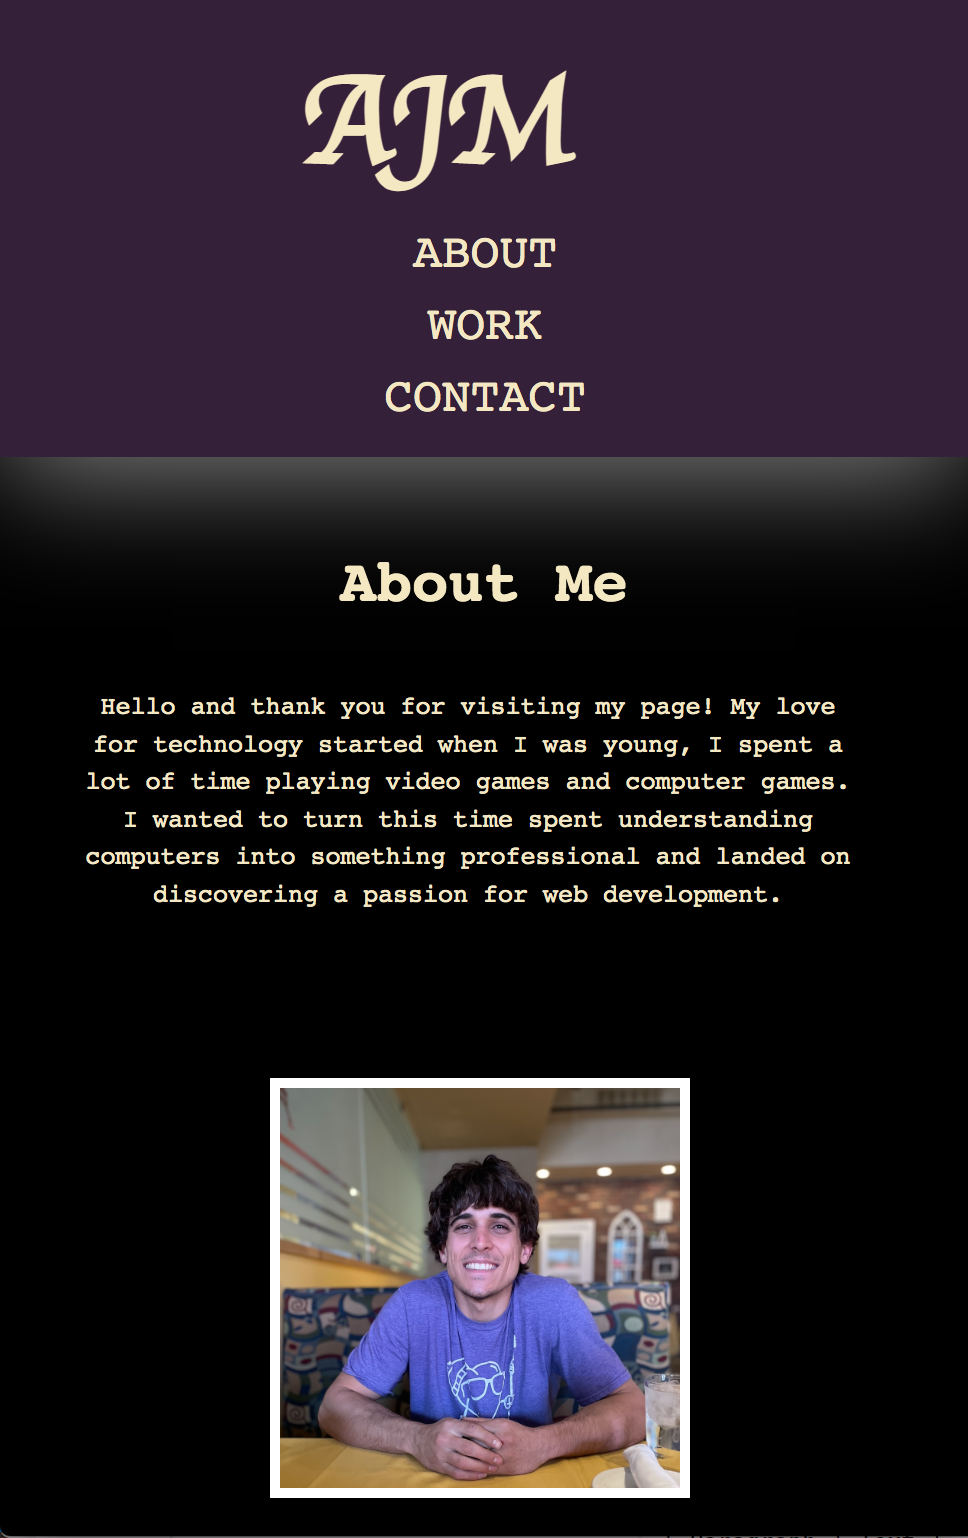 AJM
ABOUT
WORK
CONTACT
About Me
Hello and thank you for visiting my page! My love
for technology started when I was young, I spent a
lot of time playing video games and computer games.
I wanted to turn this time spent understanding
computers into something professional and landed on
discovering a passion for web development.